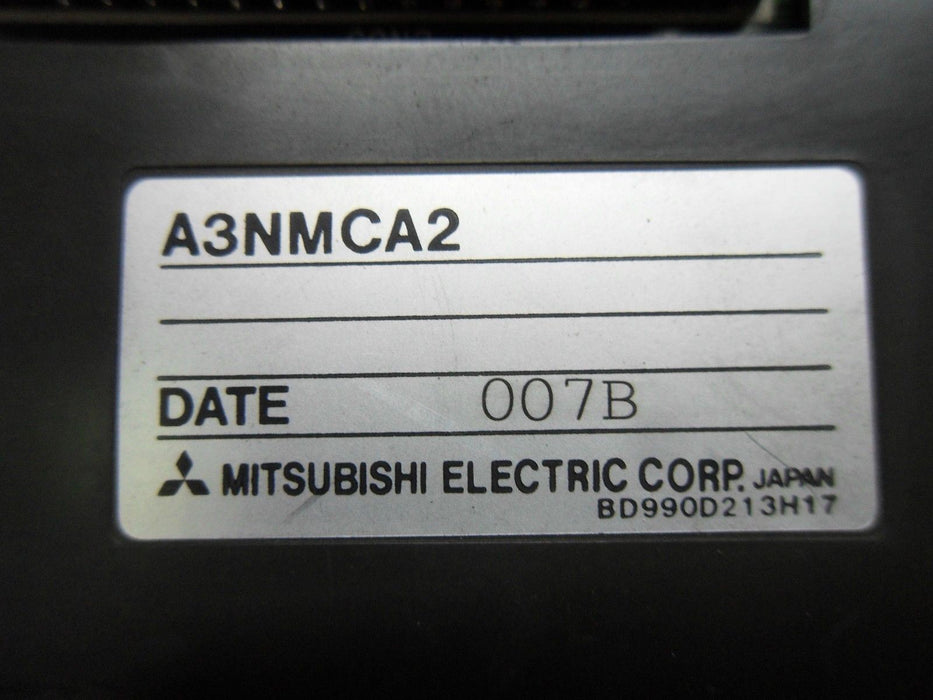 A3NMCA2
DATE 007B
MITSUBISHI ELECTRIC CORP. JAPAN
BD990D213H17